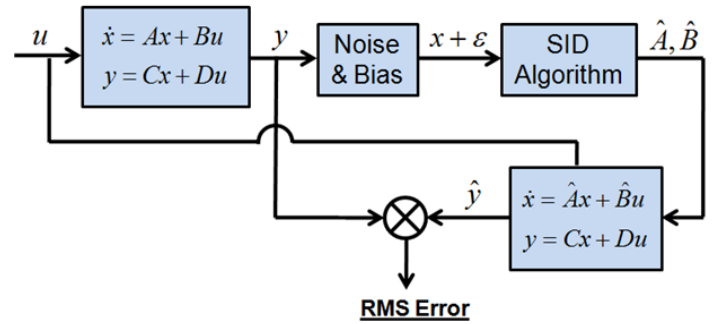 u
ẋ = Ax + Bu
y = Cx + Du
y
Noise
& Bias
x + ε
SID
Algorithm
Â, B̂
ŷ
ẋ = Âx + B̂u
y = Cx + Du
RMS Error